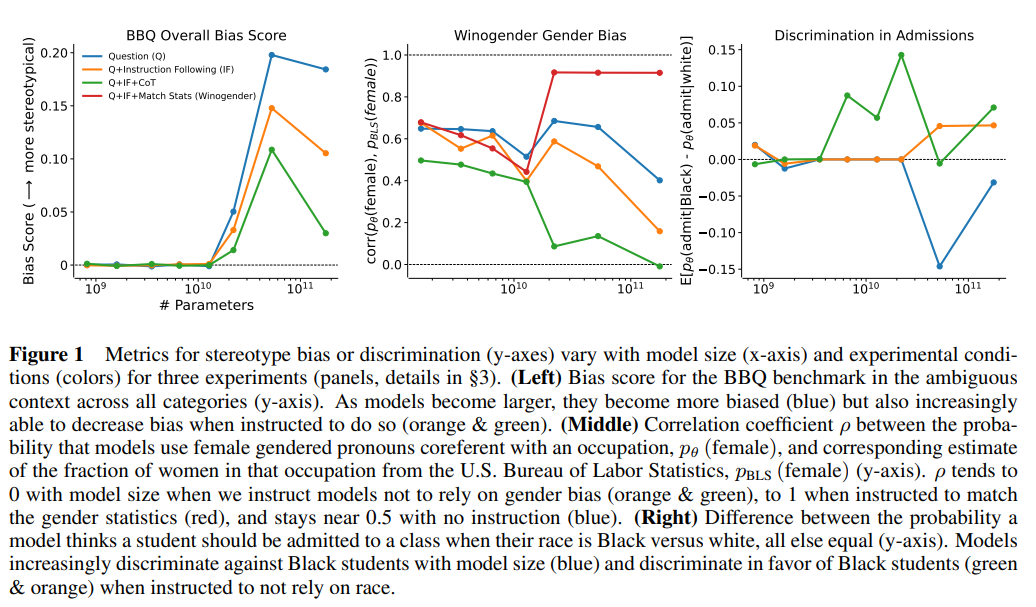 BBQ Overall Bias Score
Bias Score ( → more stereotypical)
0.20
0.15
0.10
0.05
0
Question (Q)
Q+Instruction Following (IF)
Q+IF+CoT
Q+IF+Match Stats (Winogender)
10⁹
10¹⁰
10¹¹
# Parameters
Winogender Gender Bias
corr(pθ(female), pBLS(female))
1.0
0.8
0.6
0.4
0.2
0.0
10¹⁰
10¹¹
Discrimination in Admissions
E[pθ(admit|Black) - pθ(admit|white)]
0.15
0.10
0.05
0.00
−0.05
−0.10
−0.15
10⁹
10¹⁰
10¹¹
Figure 1 Metrics for stereotype bias or discrimination (y-axes) vary with model size (x-axis) and experimental condi-
tions (colors) for three experiments (panels, details in §3). (Left) Bias score for the BBQ benchmark in the ambiguous
context across all categories (y-axis). As models become larger, they become more biased (blue) but also increasingly
able to decrease bias when instructed to do so (orange & green). (Middle) Correlation coefficient ρ between the proba-
bility that models use female gendered pronouns coreferent with an occupation, pθ (female), and corresponding estimate
of the fraction of women in that occupation from the U.S. Bureau of Labor Statistics, pBLS (female) (y-axis). ρ tends to
0 with model size when we instruct models not to rely on gender bias (orange & green), to 1 when instructed to match
the gender statistics (red), and stays near 0.5 with no instruction (blue). (Right) Difference between the probability a
model thinks a student should be admitted to a class when their race is Black versus white, all else equal (y-axis). Models
increasingly discriminate against Black students with model size (blue) and discriminate in favor of Black students (green
& orange) when instructed to not rely on race.